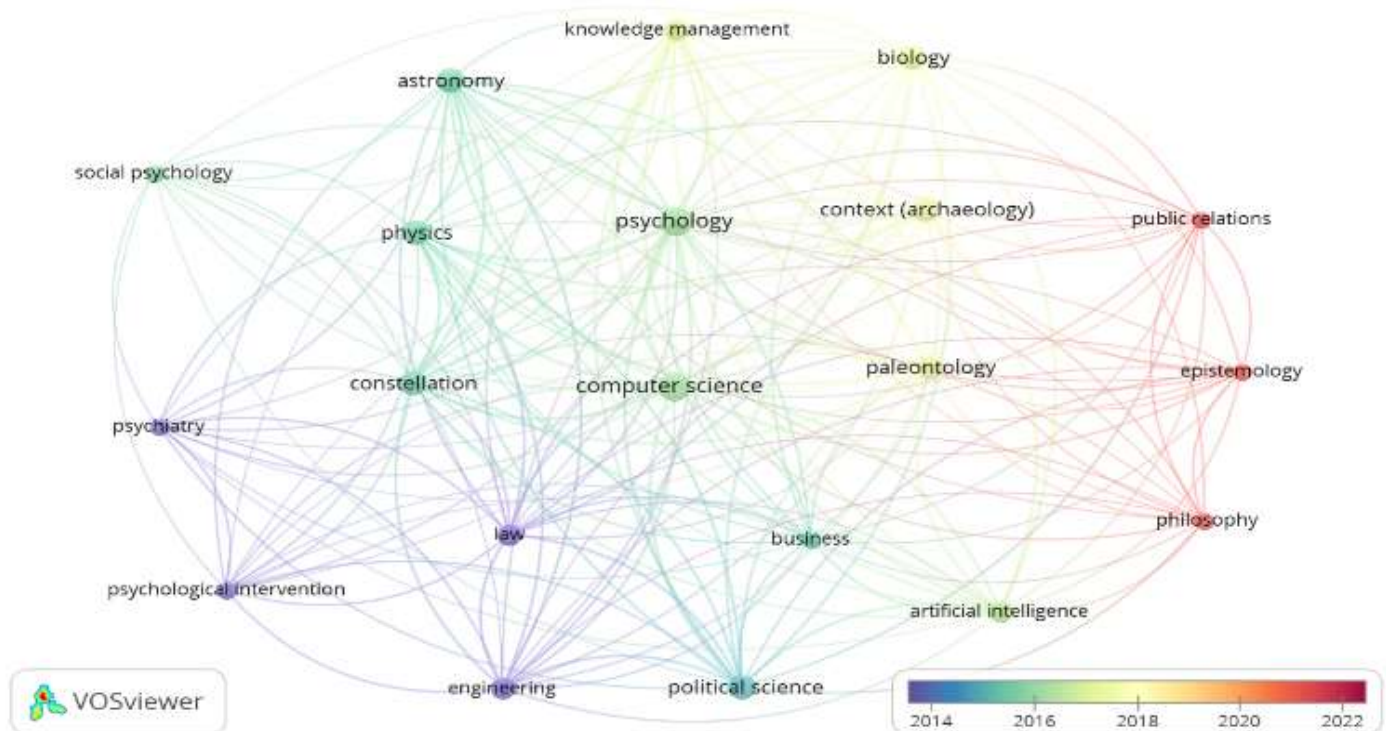 knowledge management
biology
astronomy
social psychology
psychology
context (archaeology)
public relations
physics
paleontology
epistemology
constellation
computer science
psychiatry
philosophy
law
business
psychological intervention
artificial intelligence
engineering
political science
VOSviewer
2014 2016 2018 2020 2022